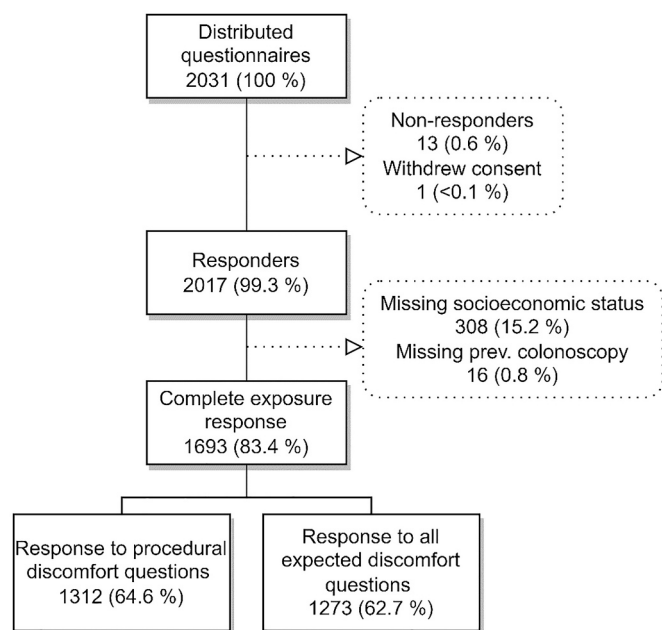 Distributed
questionnaires
2031 (100 %)
Non-responders
13 (0.6 %)
Withdrew consent
1 (<0.1 %)
Responders
2017 (99.3 %)
Missing socioeconomic status
308 (15.2 %)
Missing prev. colonoscopy
16 (0.8 %)
Complete exposure
response
1693 (83.4 %)
Response to procedural
discomfort questions
1312 (64.6 %)
Response to all
expected discomfort
questions
1273 (62.7 %)